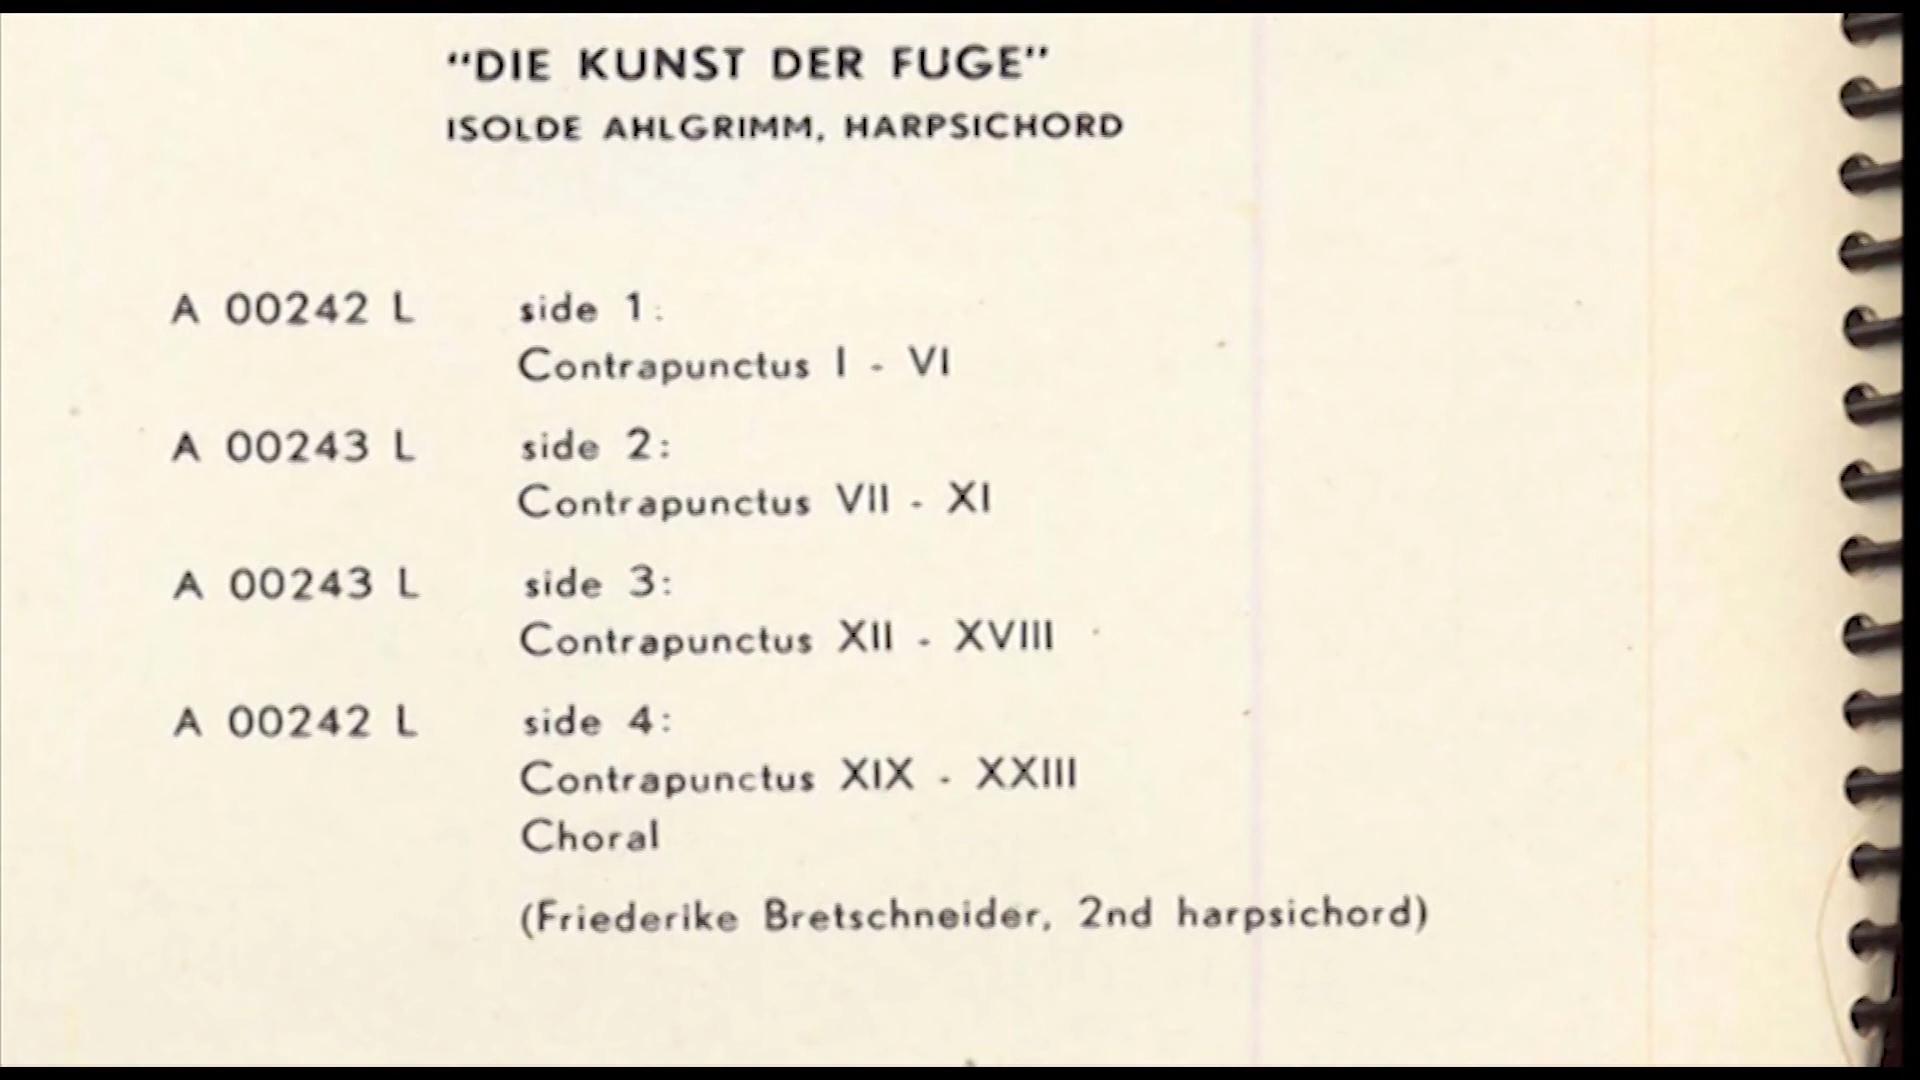 "DIE KUNST DER FUGE"
ISOLDE AHLGRIMM, HARPSICHORD
A 00242 L side 1:
Contrapunctus I - VI
A 00243 L side 2:
Contrapunctus VII - XI
A 00243 L side 3:
Contrapunctus XII - XVIII
A 00242 L side 4:
Contrapunctus XIX - XXIII
Choral
(Friederike Bretschneider, 2nd harpsichord)